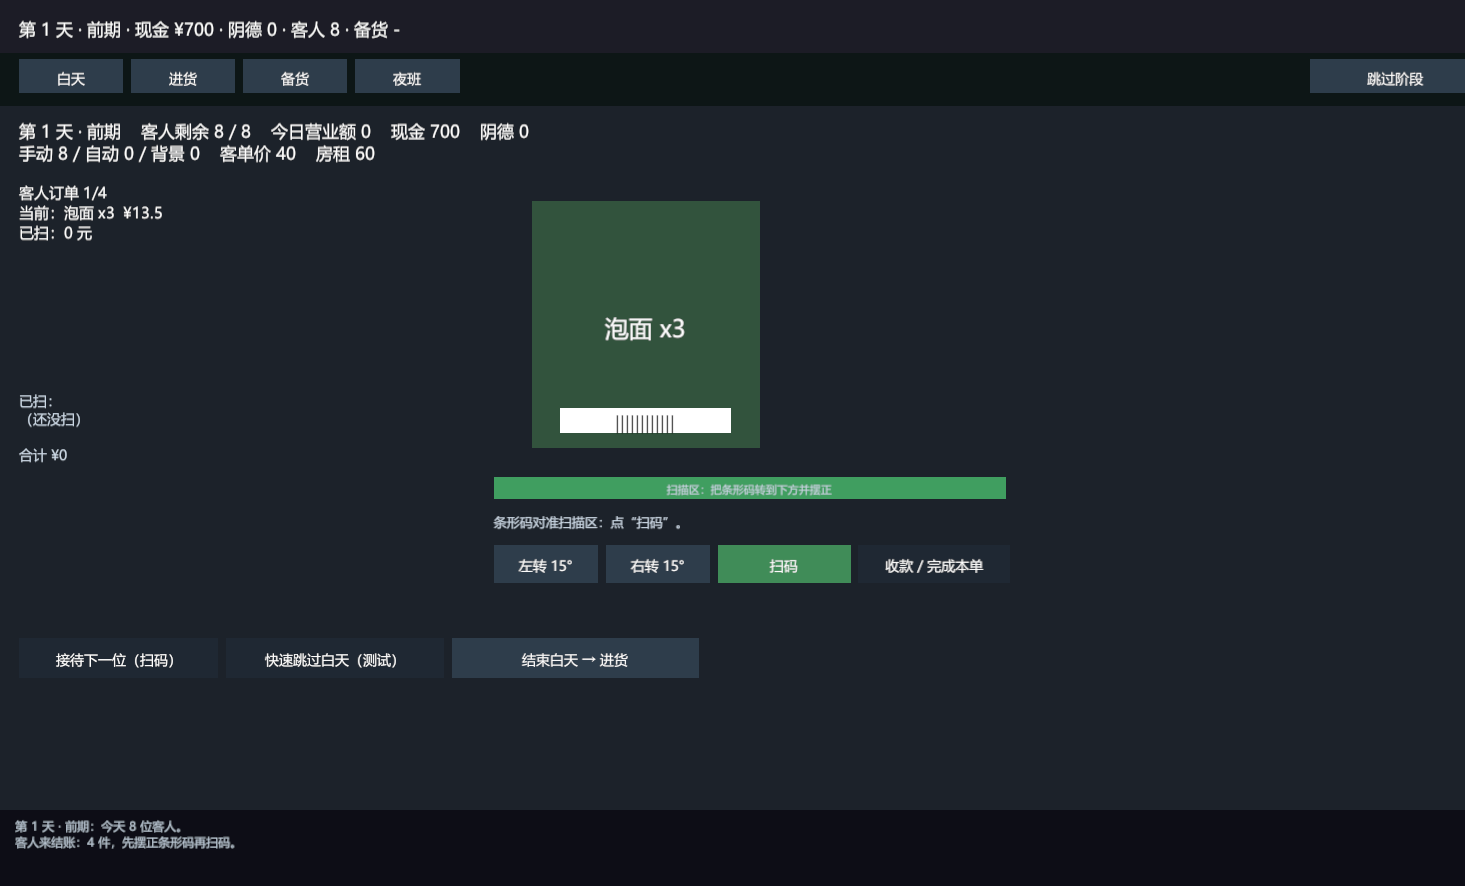 第 1 天 · 前期 · 现金 ¥700 · 阴德 0 · 客人 8 · 备货 -
白天 进货 备货 夜班 跳过阶段
第 1 天 · 前期 客人剩余 8 / 8 今日营业额 0 现金 700 阴德 0
手动 8 / 自动 0 / 背景 0 客单价 40 房租 60
客人订单 1/4
当前：泡面 x3 ¥13.5
已扫：0 元
泡面 x3
已扫：
（还没扫）
合计 ¥0
扫描区：把条形码转到下方并摆正
条形码对准扫描区：点“扫码”。
左转 15° 右转 15° 扫码 收款 / 完成本单
接待下一位（扫码） 快速跳过白天（测试） 结束白天 → 进货
第 1 天 · 前期：今天 8 位客人。
客人来结账：4 件，先摆正条形码再扫码。